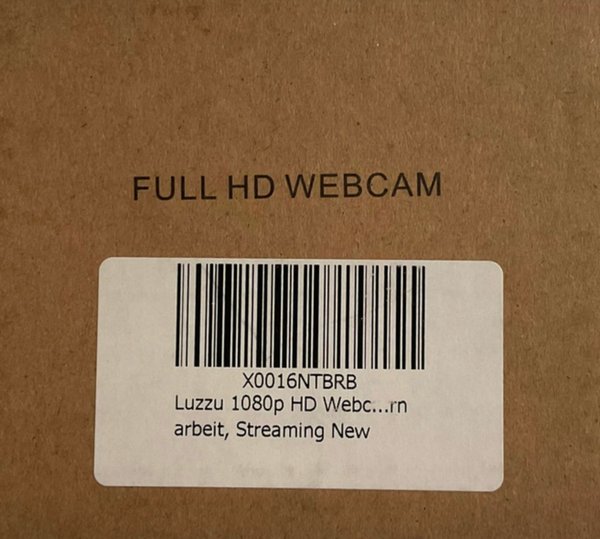 FULL HD WEBCAM
X0016NTBRB
Luzzu 1080p HD Webc...rn
arbeit, Streaming New